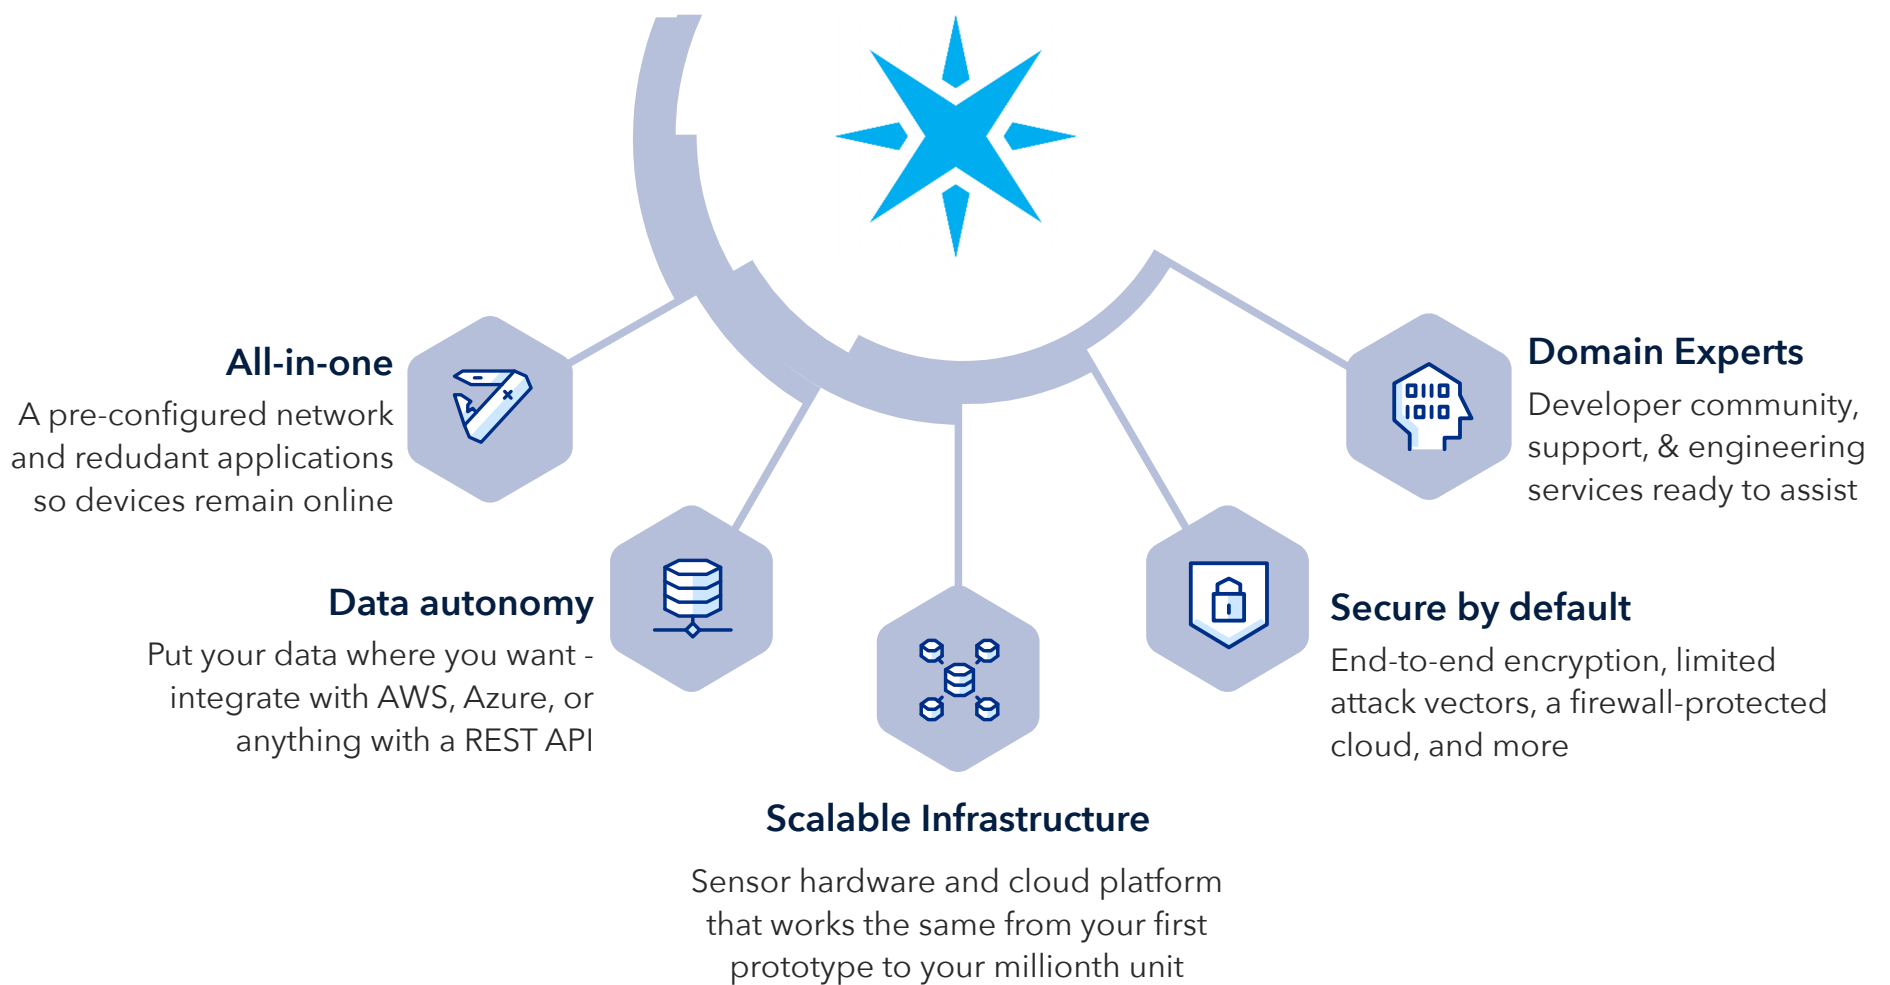 All-in-one
A pre-configured network
and redudant applications
so devices remain online
Data autonomy
Put your data where you want -
integrate with AWS, Azure, or
anything with a REST API
Scalable Infrastructure
Sensor hardware and cloud platform
that works the same from your first
prototype to your millionth unit
Secure by default
End-to-end encryption, limited
attack vectors, a firewall-protected
cloud, and more
Domain Experts
Developer community,
support, & engineering
services ready to assist